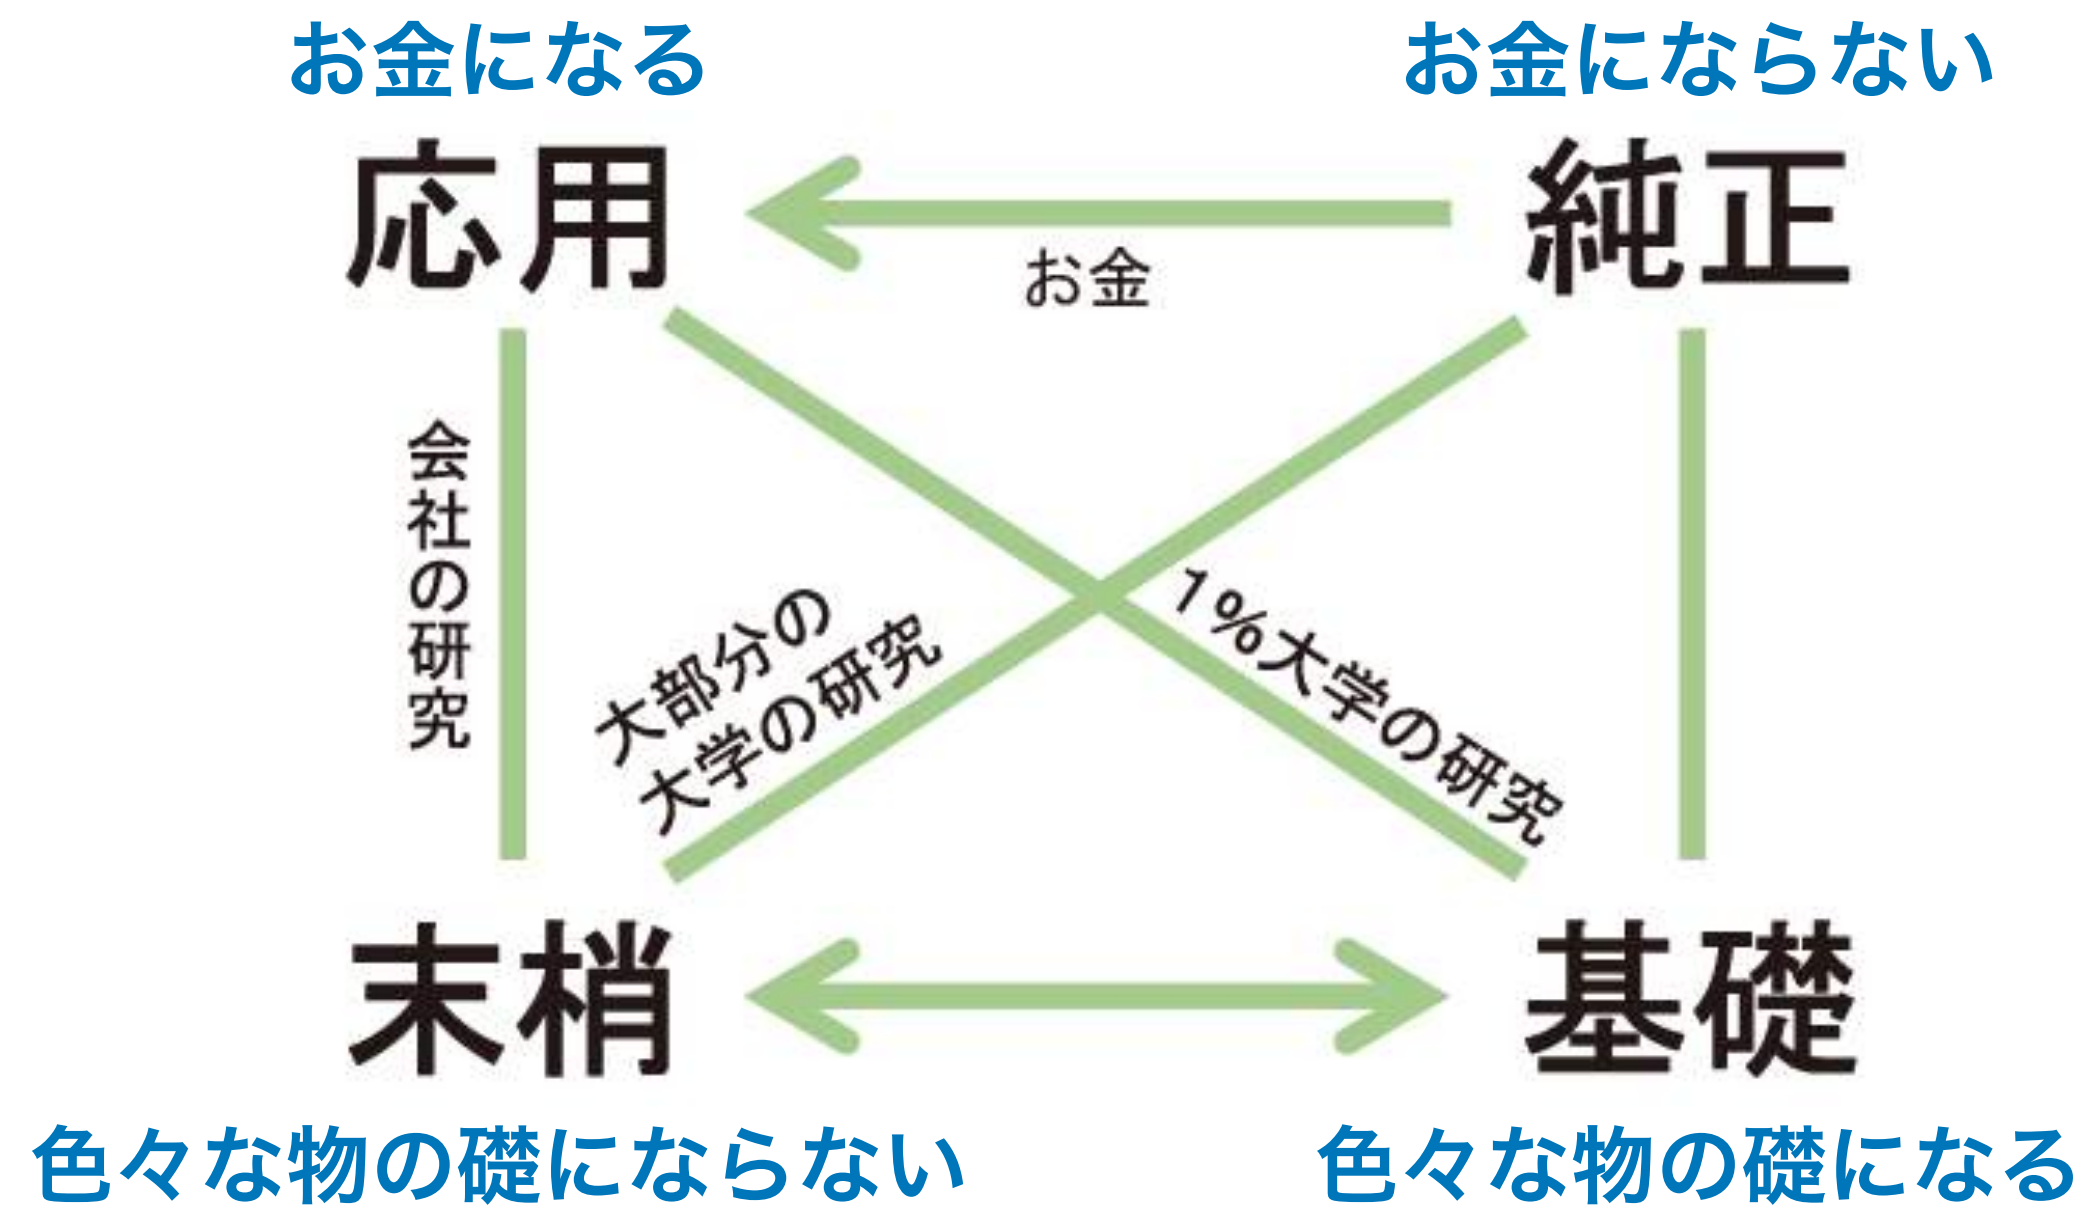 お金になる
お金にならない
応用
純正
お金
会社の研究
大部分の
大学の研究
1%大学の研究
末梢
基礎
色々な物の礎にならない
色々な物の礎になる